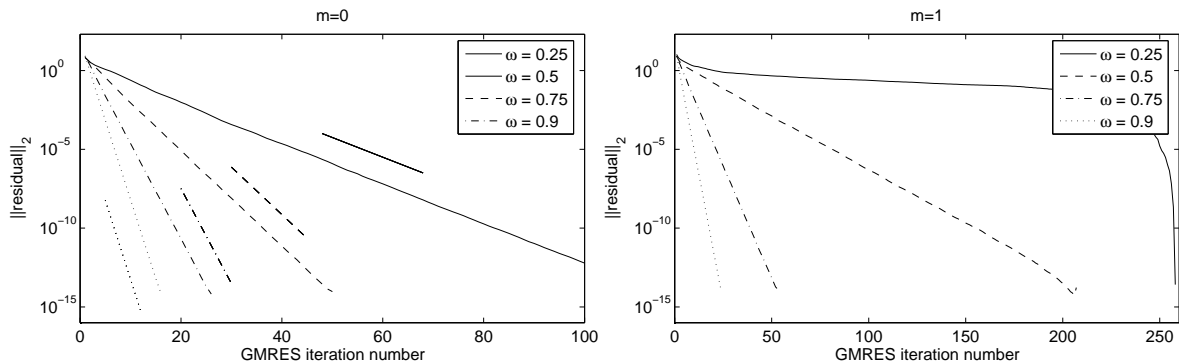 m=0
10^0
10^-5
10^-10
10^-15
||residual||_2
0 20 40 60 80 100
GMRES iteration number
ω = 0.25
ω = 0.5
ω = 0.75
ω = 0.9
m=1
10^0
10^-5
10^-10
10^-15
||residual||_2
0 50 100 150 200 250
GMRES iteration number
ω = 0.25
ω = 0.5
ω = 0.75
ω = 0.9